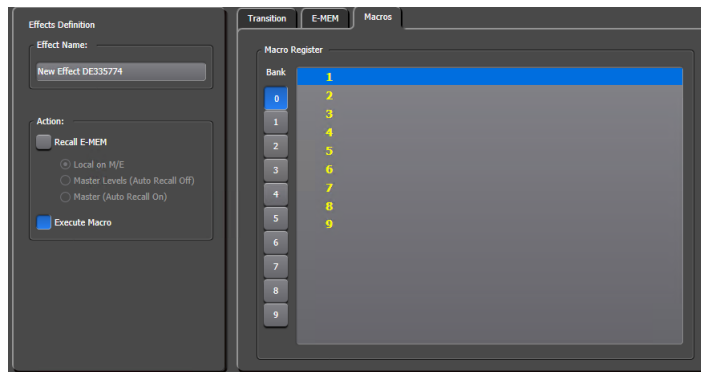 Effects Definition
Effect Name:
New Effect DE335774
Action:
Recall E-MEM
Local on M/E
Master Levels (Auto Recall Off)
Master (Auto Recall On)
Execute Macro
Transition E-MEM Macros
Macro Register
Bank
0
1
2
3
4
5
6
7
8
9
1
2
3
4
5
6
7
8
9